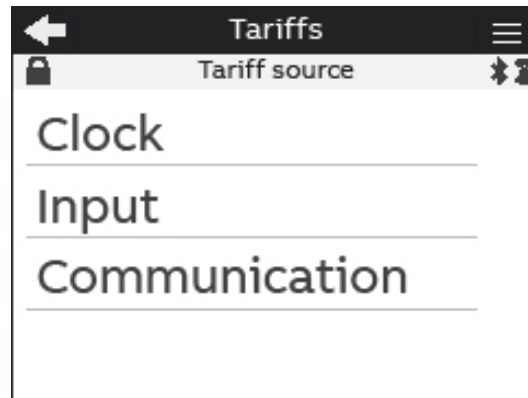 Tariffs
Tariff source
Clock
Input
Communication